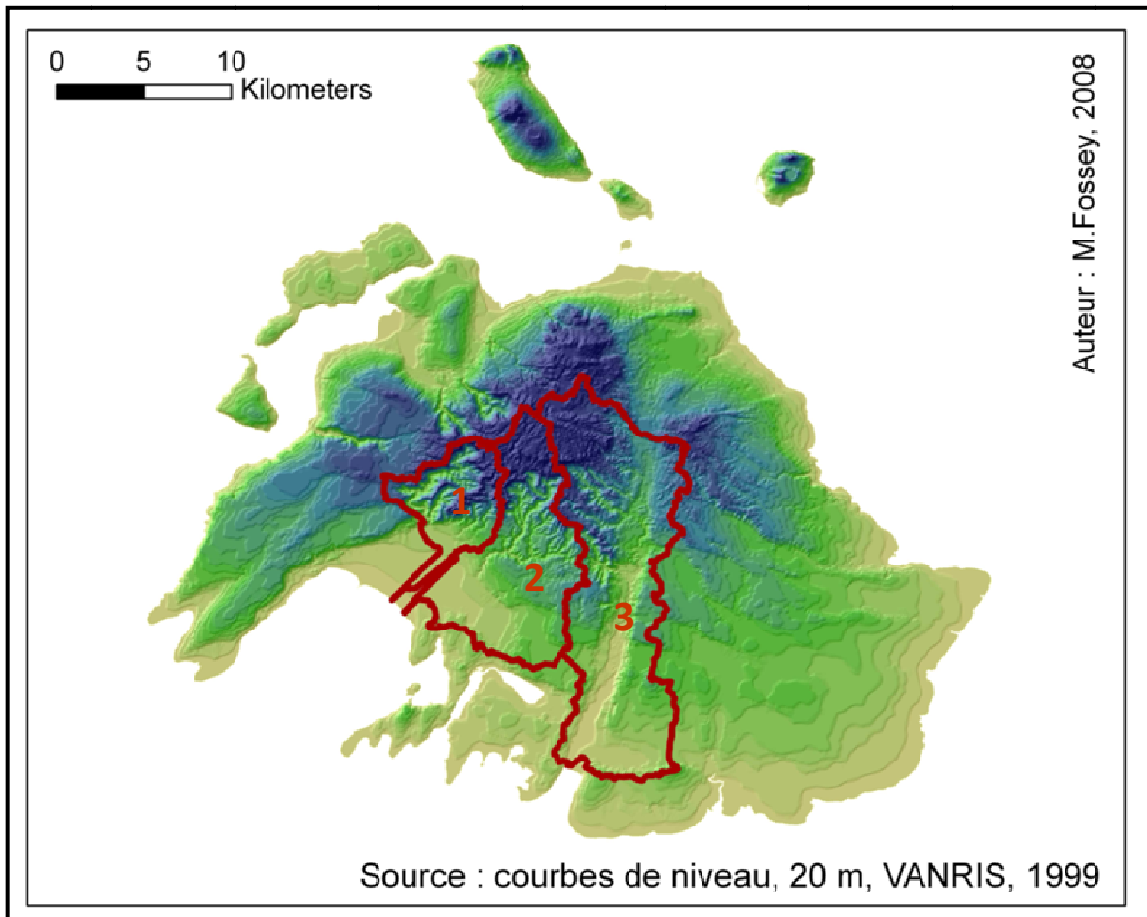 0 5 10
Kilometers
Auteur : M.Fossey, 2008
1
2
3
Source : courbes de niveau, 20 m, VANRIS, 1999